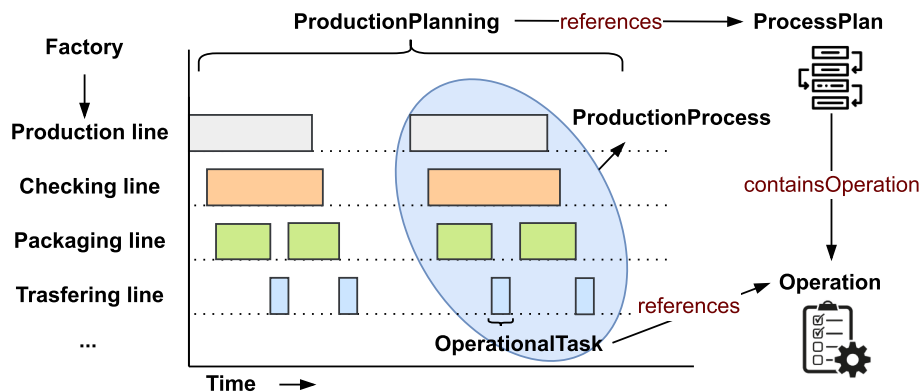 ProductionPlanning
references
ProcessPlan
Factory
Production line
ProductionProcess
Checking line
containsOperation
Packaging line
Trasfering line
references
Operation
OperationalTask
...
Time